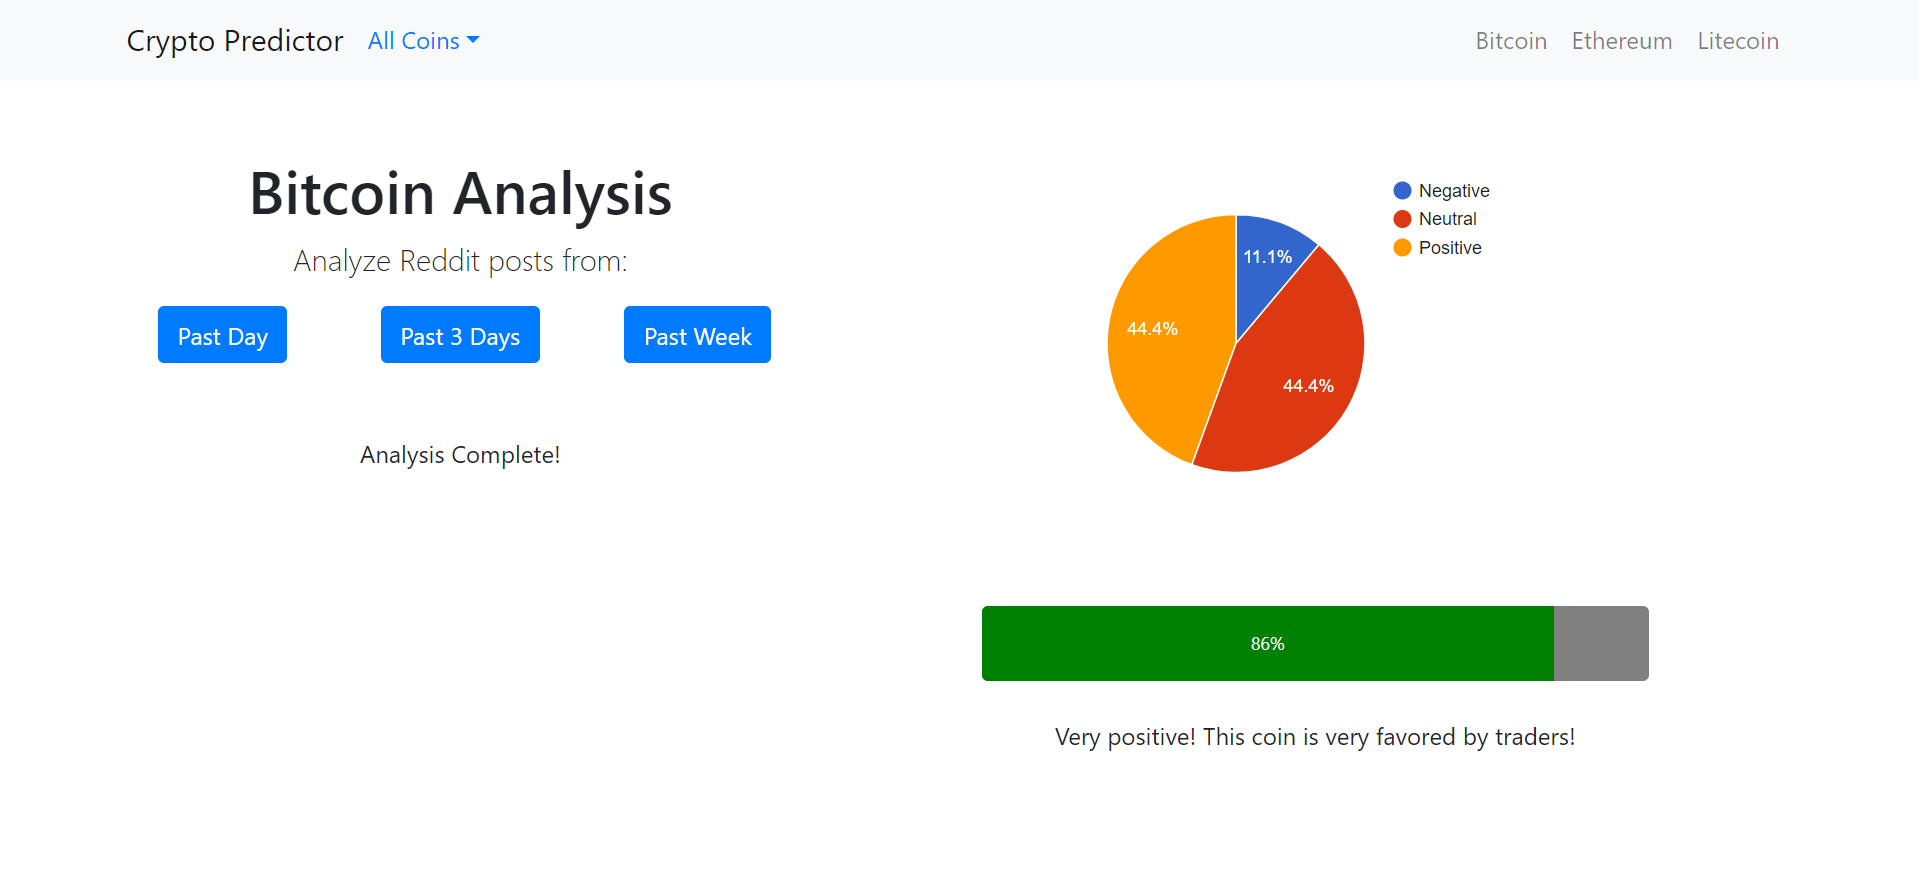 Crypto Predictor All Coins Bitcoin Ethereum Litecoin
Bitcoin Analysis
Analyze Reddit posts from:
Past Day Past 3 Days Past Week
Analysis Complete!
Negative
Neutral
Positive
11.1%
44.4%
44.4%
86%
Very positive! This coin is very favored by traders!